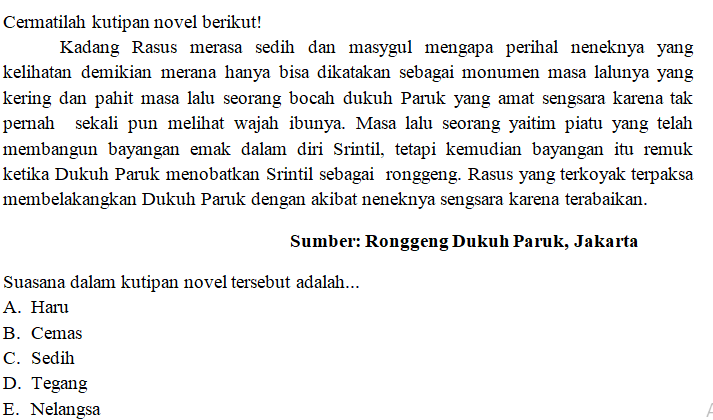 Cermatilah kutipan novel berikut!
Kadang Rasus merasa sedih dan masygul mengapa perihal neneknya yang
kelihatan demikian merana hanya bisa dikatakan sebagai monumen masa lalunya yang
kering dan pahit masa lalu seorang bocah dukuh Paruk yang amat sengsara karena tak
pernah sekali pun melihat wajah ibunya. Masa lalu seorang yaitim piatu yang telah
membangun bayangan emak dalam diri Srintil, tetapi kemudian bayangan itu remuk
ketika Dukuh Paruk menobatkan Srintil sebagai ronggeng. Rasus yang terkoyak terpaksa
membelakangkan Dukuh Paruk dengan akibat neneknya sengsara karena terabaikan.
Sumber: Ronggeng Dukuh Paruk, Jakarta
Suasana dalam kutipan novel tersebut adalah...
A. Haru
B. Cemas
C. Sedih
D. Tegang
E. Nelangsa